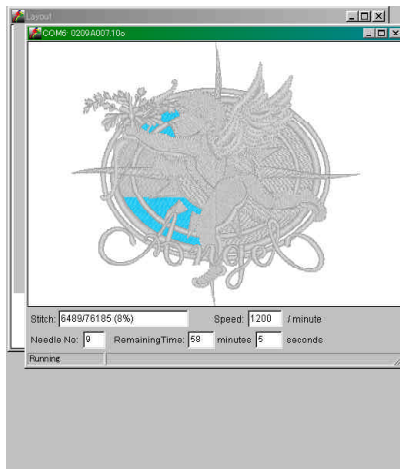 Layout
COM6: 0209A007.10o
Stitch: 6489/76185 (8%) Speed: 1200 / minute
Needle No: 9 RemainingTime: 58 minutes 5 seconds
Running